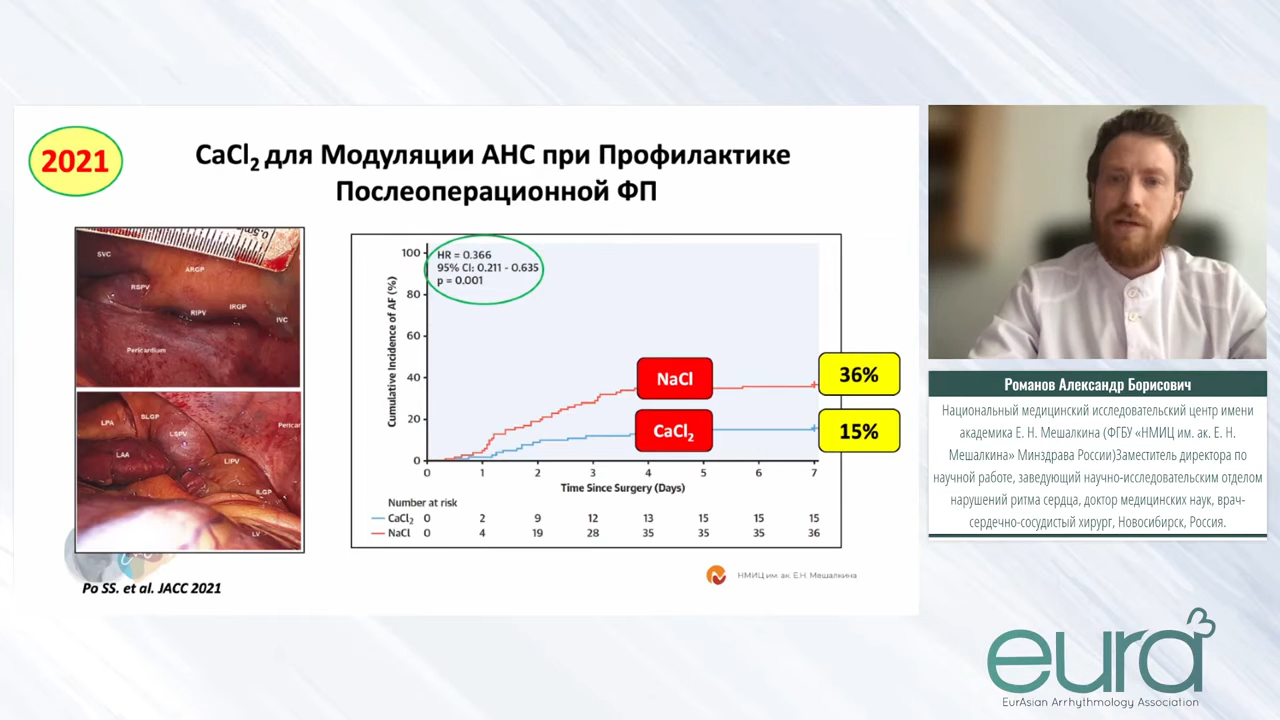 2021
CaCl2 для Модуляции АНС при Профилактике
Послеоперационной ФП
SVC
ARGP
RSPV
RIPV
IRGP
IVC
Pericardium
LPA
SLGP
LSPV
Pericar
LAA
LIPV
ILGP
LV
HR = 0.366
95% CI: 0.211 - 0.635
p = 0.001
Cumulative Incidence of AF (%)
100
80
60
40
20
0
NaCl
36%
CaCl2
15%
0 1 2 3 4 5 6 7
Time Since Surgery (Days)
Number at risk
CaCl2 0 2 9 12 13 15 15 15
NaCl 0 4 19 28 35 35 35 36
Po SS. et al. JACC 2021
НМИЦ им. ак. Е.Н. Мешалкина
Романов Александр Борисович
Национальный медицинский исследовательский центр имени
академика Е. Н. Мешалкина (ФГБУ «НМИЦ им. ак. Е. Н.
Мешалкина» Минздрава России)Заместитель директора по
научной работе, заведующий научно-исследовательским отделом
нарушений ритма сердца, доктор медицинских наук, врач-
сердечно-сосудистый хирург, Новосибирск, Россия.
eura
EurAsian Arrhythmology Association